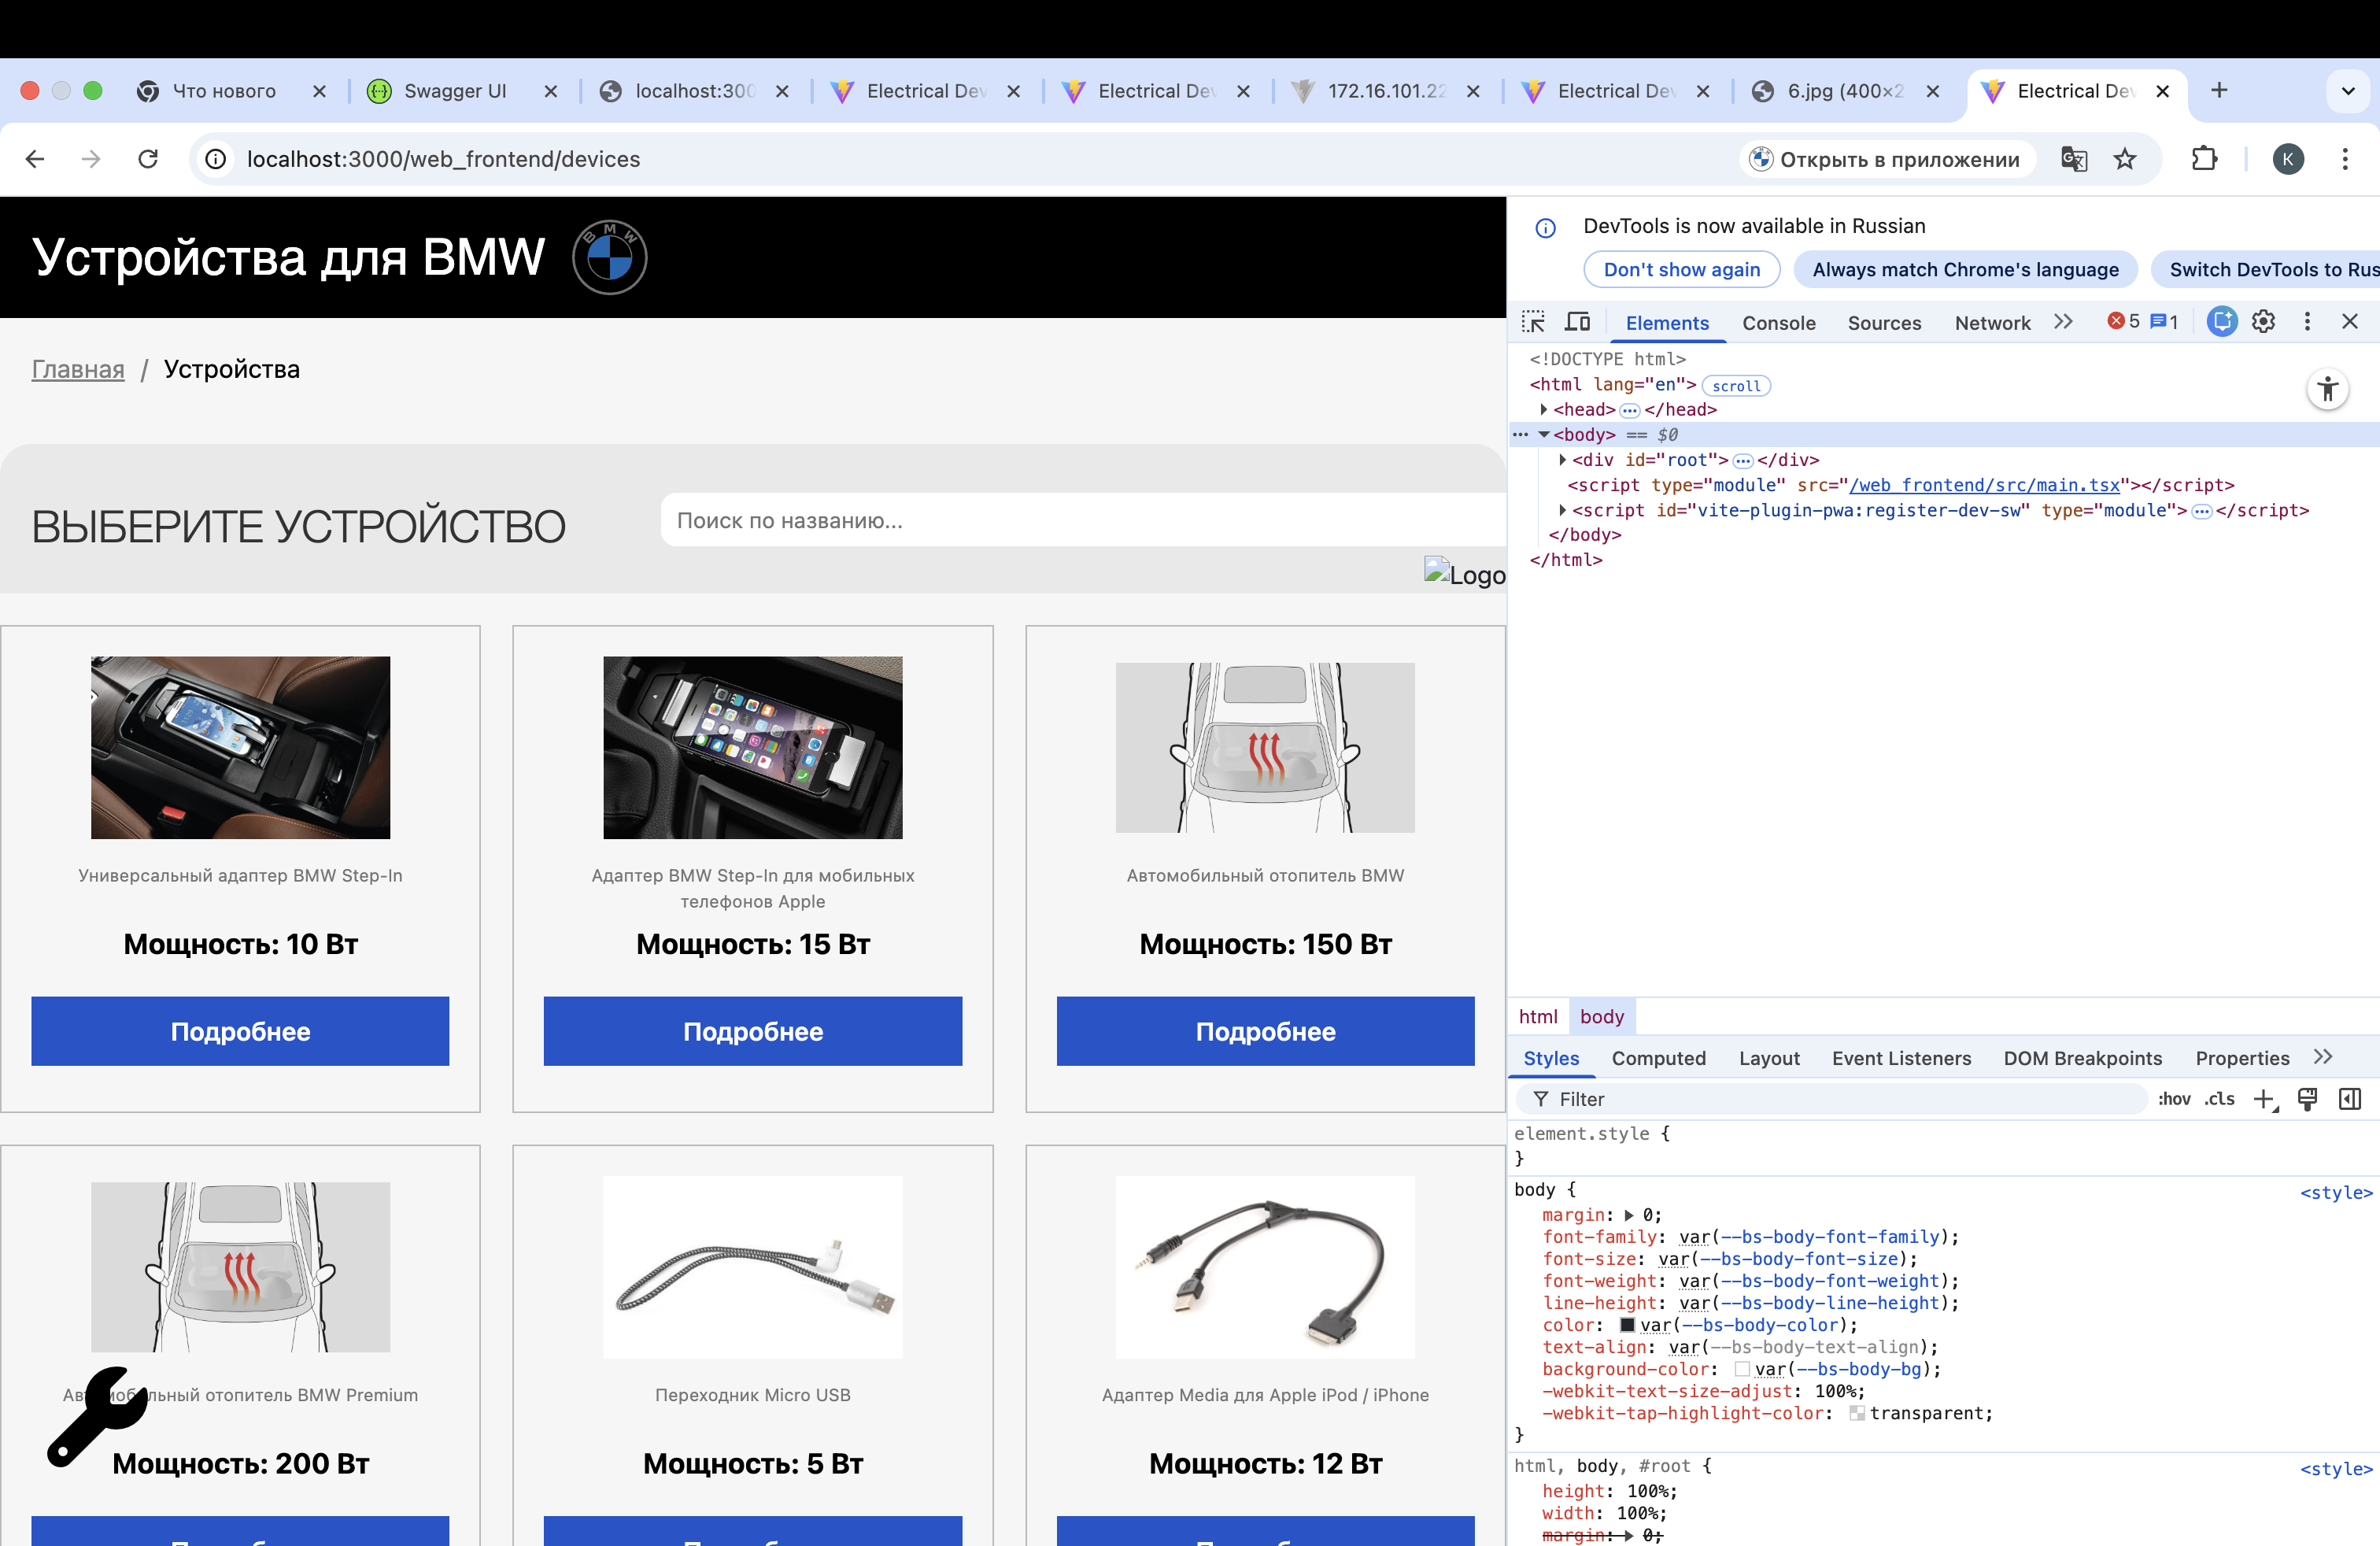 Что нового
Swagger UI
localhost:300
Electrical Dev
Electrical Dev
172.16.101.22
Electrical Dev
6.jpg (400×2
Electrical Dev
localhost:3000/web_frontend/devices
Открыть в приложении
K
Устройства для BMW
BMW
Главная / Устройства
ВЫБЕРИТЕ УСТРОЙСТВО
Поиск по названию...
Logo
Универсальный адаптер BMW Step-In
Мощность: 10 Вт
Подробнее
Адаптер BMW Step-In для мобильных
телефонов Apple
Мощность: 15 Вт
Подробнее
Автомобильный отопитель BMW
Мощность: 150 Вт
Подробнее
Автомобильный отопитель BMW Premium
Мощность: 200 Вт
Переходник Micro USB
Мощность: 5 Вт
Адаптер Media для Apple iPod / iPhone
Мощность: 12 Вт
DevTools is now available in Russian
Don't show again
Always match Chrome's language
Switch DevTools to Rus
Elements
Console
Sources
Network
5
1
<!DOCTYPE html>
<html lang="en"> scroll
<head> ••• </head>
••• <body> == $0
<div id="root"> ••• </div>
<script type="module" src="/web_frontend/src/main.tsx"></script>
<script id="vite-plugin-pwa:register-dev-sw" type="module"> ••• </script>
</body>
</html>
html body
Styles
Computed
Layout
Event Listeners
DOM Breakpoints
Properties
Filter
:hov .cls
element.style {
}
body { <style>
margin: 0;
font-family: var(--bs-body-font-family);
font-size: var(--bs-body-font-size);
font-weight: var(--bs-body-font-weight);
line-height: var(--bs-body-line-height);
color: var(--bs-body-color);
text-align: var(--bs-body-text-align);
background-color: var(--bs-body-bg);
-webkit-text-size-adjust: 100%;
-webkit-tap-highlight-color: transparent;
}
html, body, #root { <style>
height: 100%;
width: 100%;
margin: 0;